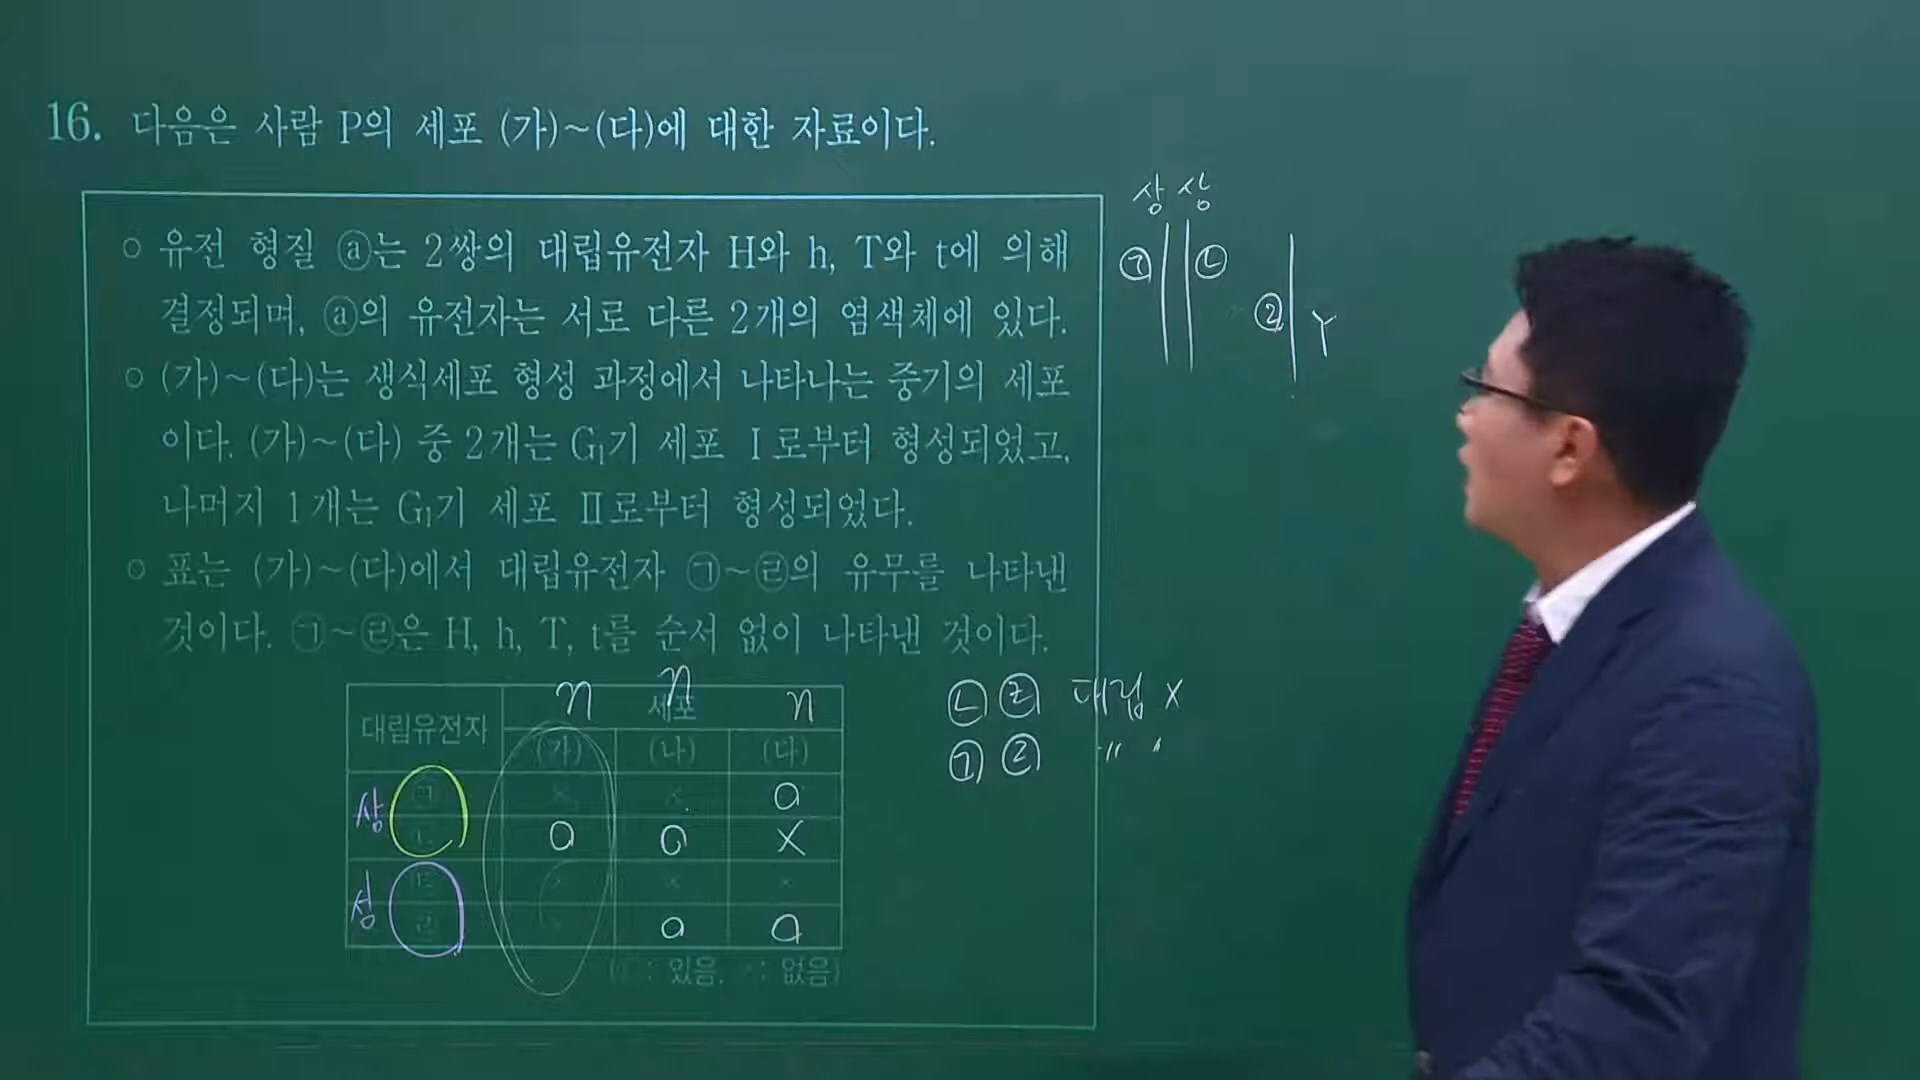 16. 다음은 사람 P의 세포 (가)~(다)에 대한 자료이다.
○ 유전 형질 ⓐ는 2쌍의 대립유전자 H와 h, T와 t에 의해
결정되며, ⓐ의 유전자는 서로 다른 2개의 염색체에 있다.
○ (가)~(다)는 생식세포 형성 과정에서 나타나는 중기의 세포
이다. (가)~(다) 중 2개는 G₁기 세포 Ⅰ로부터 형성되었고,
나머지 1개는 G₁기 세포 Ⅱ로부터 형성되었다.
○ 표는 (가)~(다)에서 대립유전자 ㉠~㉣의 유무를 나타낸
것이다. ㉠~㉣은 H, h, T, t를 순서 없이 나타낸 것이다.
대립유전자 세포
n n n
(가) (나) (다)
상 ㉠ × × O
㉡ O O X
성 ㉢ × × ×
㉣ × O O
(○: 있음, ×: 없음)
상 상
㉠ ㉡
㉣ Y
㉡ ㉣ 대립 X
㉠ ㉣ 〃 〃